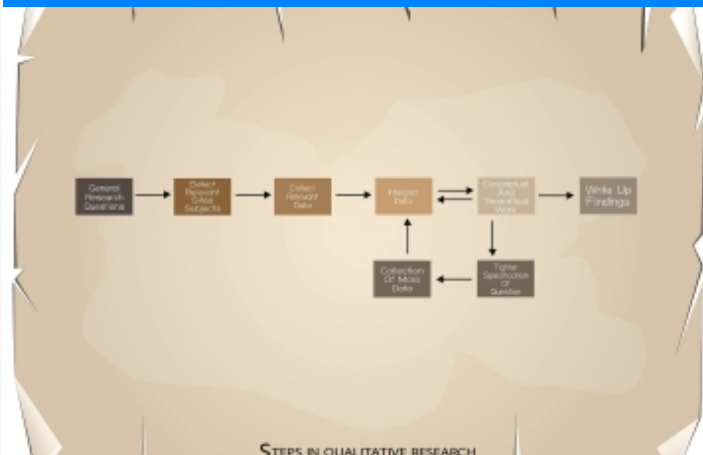 General
Research
Questions
Select
Relevant
Sites
Subjects
Collect
Relevant
Data
Interpret
Data
Conceptual
And
Theoretical
Work
Write Up
Findings
Collection
Of More
Data
Tighter
Specification
Of
Question
STEPS IN QUALITATIVE RESEARCH